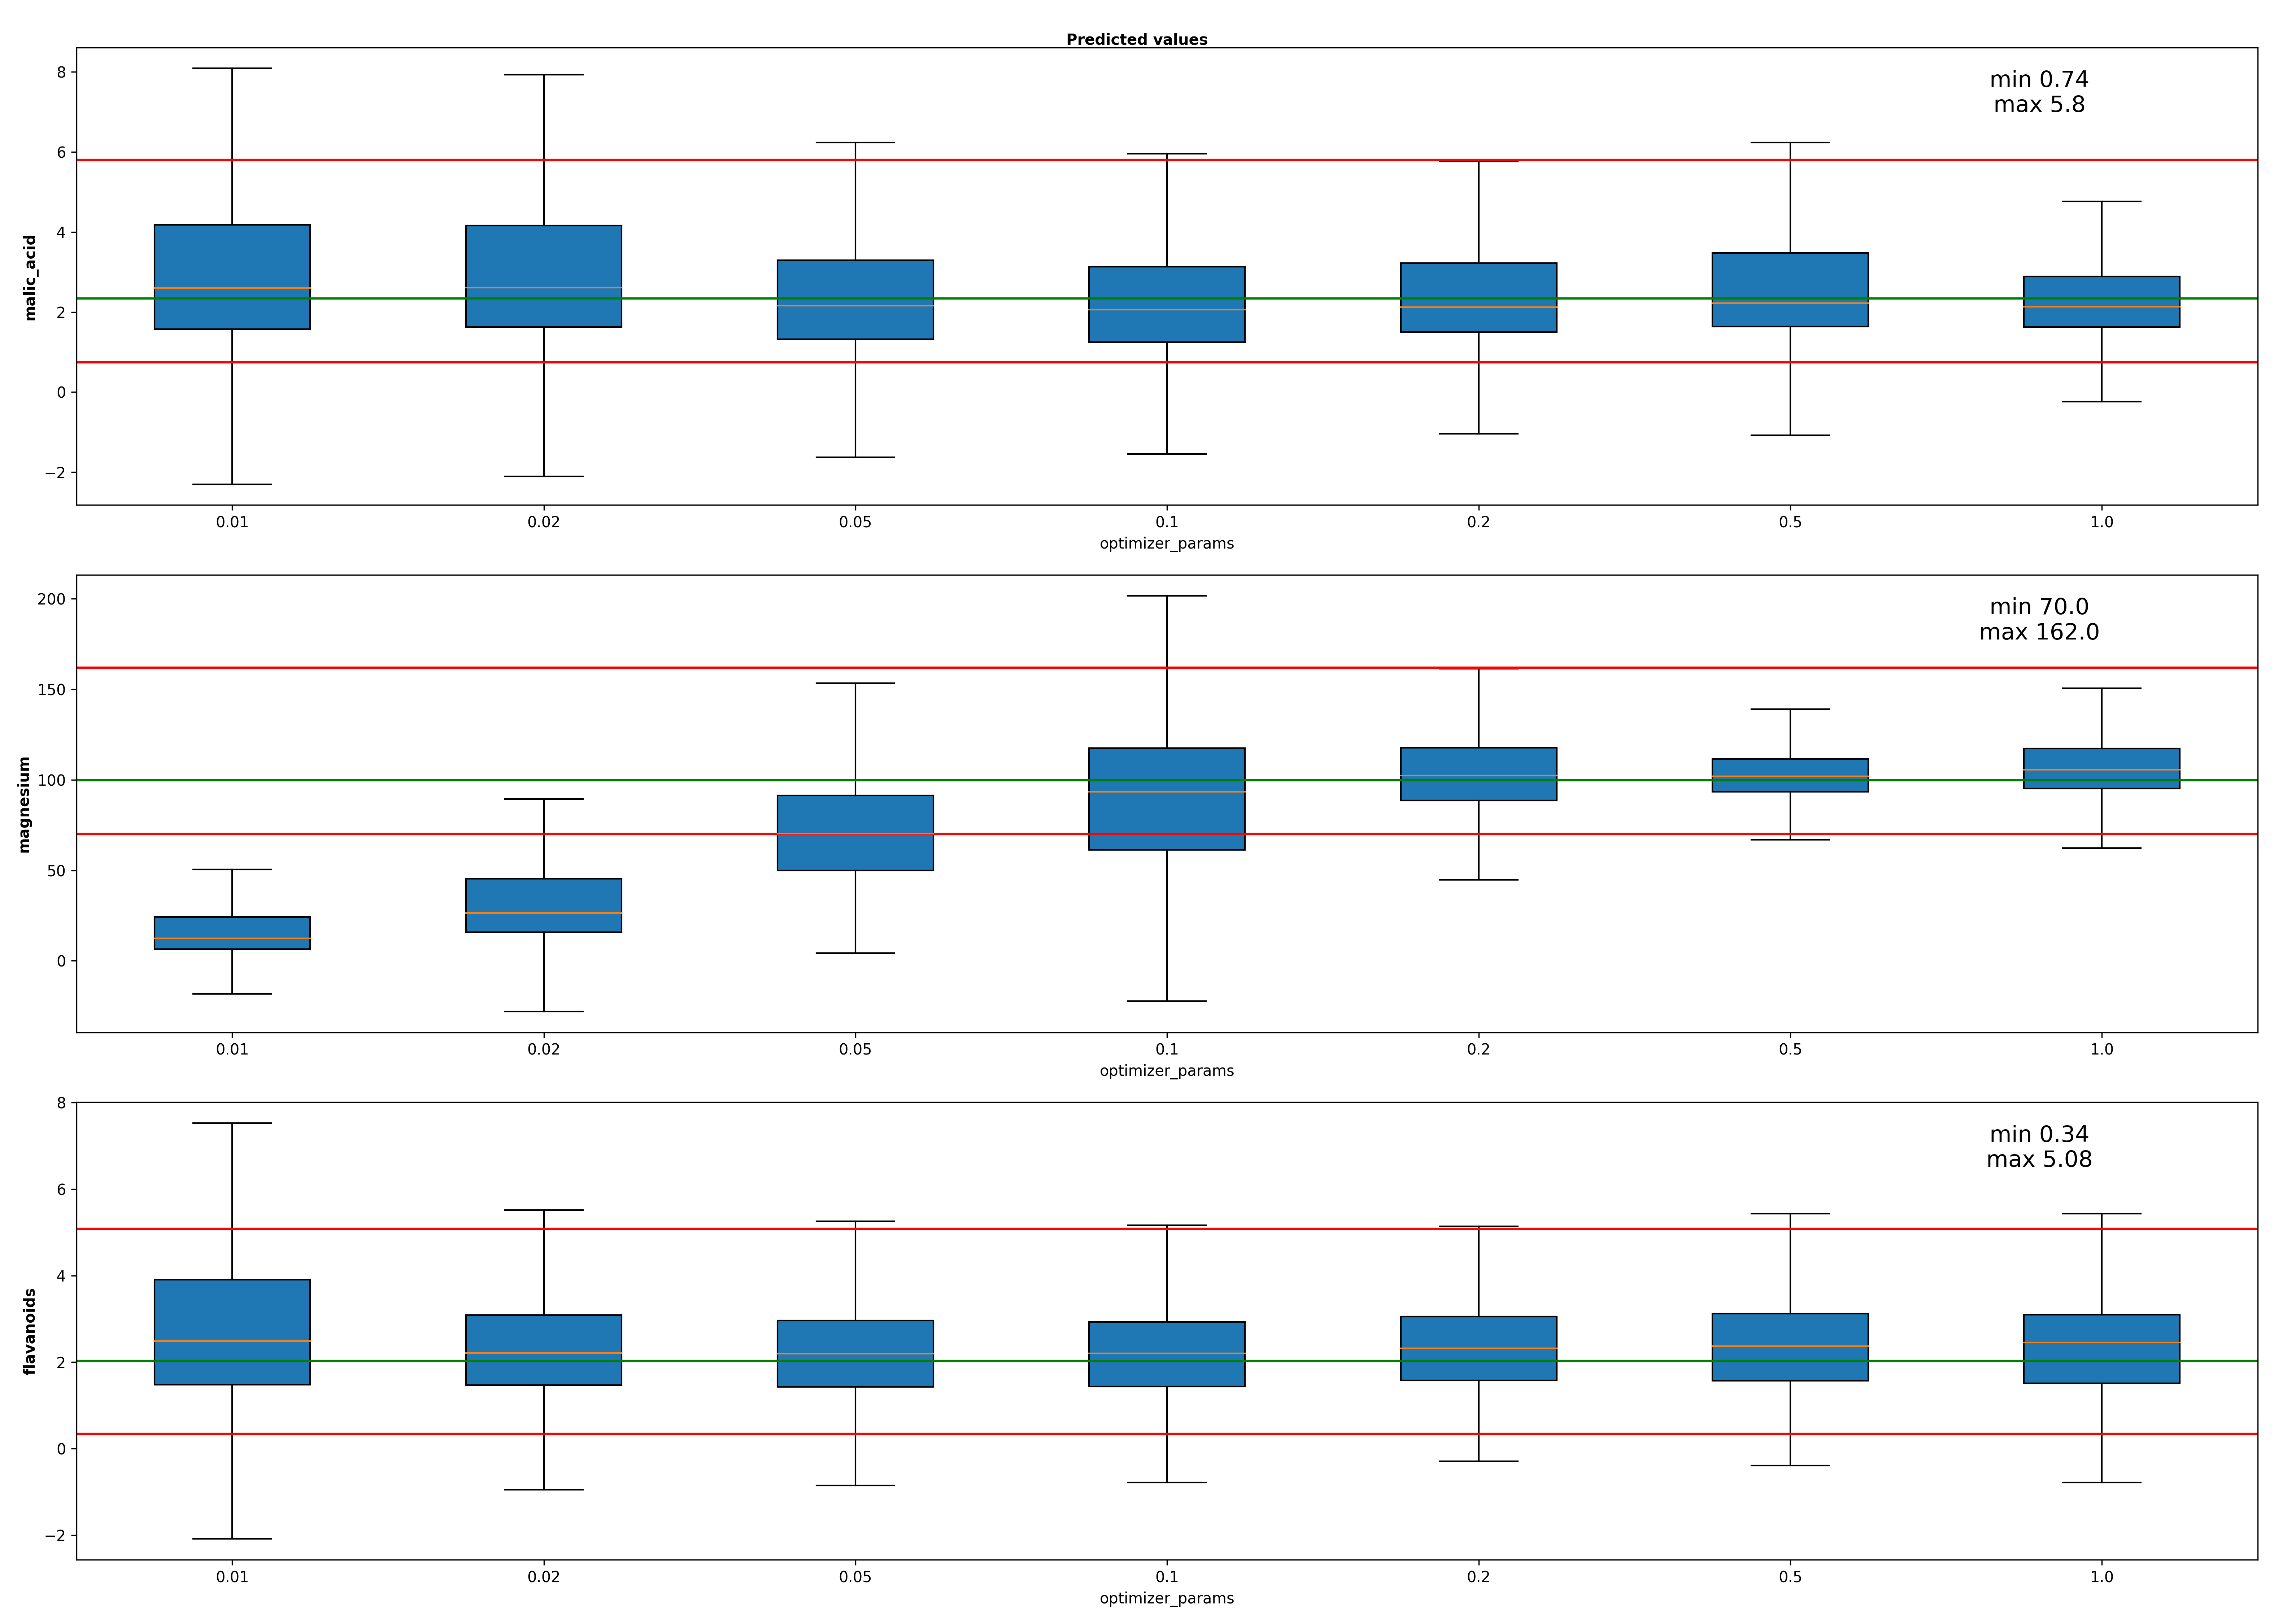 Predicted values
8
6
4
2
0
−2
malic_acid
min 0.74
max 5.8
0.01 0.02 0.05 0.1 0.2 0.5 1.0
optimizer_params
200
150
100
50
0
magnesium
min 70.0
max 162.0
0.01 0.02 0.05 0.1 0.2 0.5 1.0
optimizer_params
8
6
4
2
0
−2
flavanoids
min 0.34
max 5.08
0.01 0.02 0.05 0.1 0.2 0.5 1.0
optimizer_params